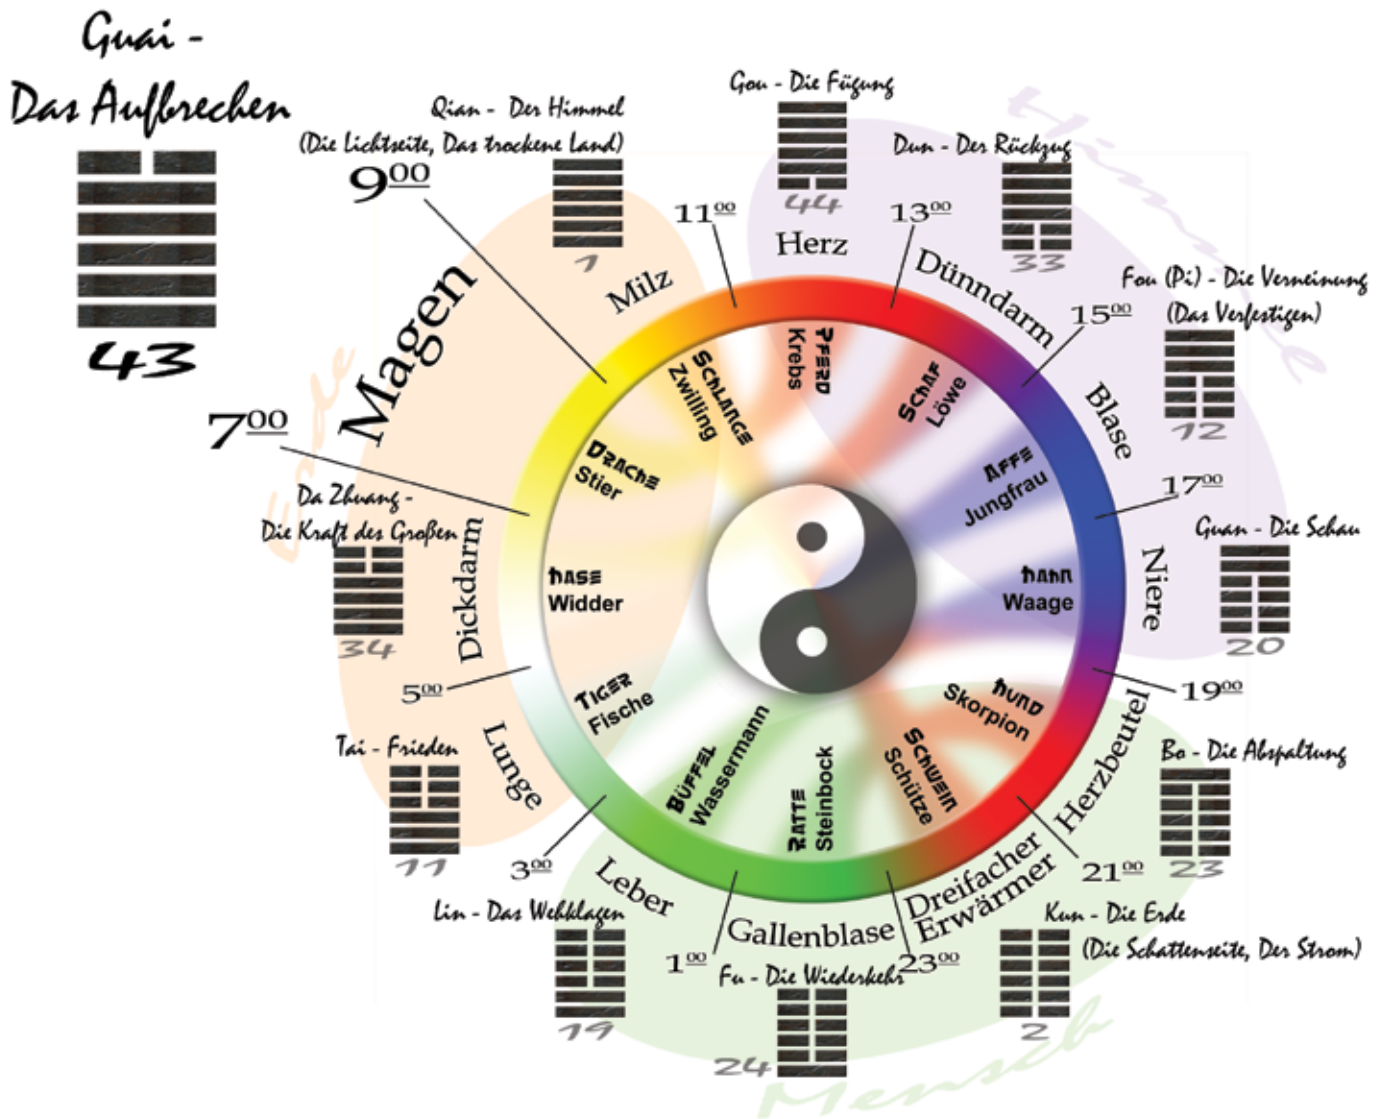 Guai -
Das Aufbrechen
43
Qian - Der Himmel
(Die Lichtseite, Das trockene Land)
1
Gou - Die Fügung
44
Dun - Der Rückzug
33
Fou (Pi) - Die Verneinung
(Das Verfestigen)
12
Guan - Die Schau
20
Bo - Die Abspaltung
23
Kun - Die Erde
(Die Schattenseite, Der Strom)
2
Fu - Die Wiederkehr
24
Lin - Das Wehklagen
19
Tai - Frieden
11
Da Zhuang -
Die Kraft des Großen
34
Himmel
Erde
Mensch
7⁰⁰
9⁰⁰
11⁰⁰
13⁰⁰
15⁰⁰
17⁰⁰
19⁰⁰
21⁰⁰
23⁰⁰
1⁰⁰
3⁰⁰
5⁰⁰
Magen
Milz
Herz
Dünndarm
Blase
Niere
Herzbeutel
Dreifacher
Erwärmer
Gallenblase
Leber
Lunge
Dickdarm
Drache
Stier
Schlange
Zwilling
Pferd
Krebs
Schaf
Löwe
Affe
Jungfrau
Hahn
Waage
Hund
Skorpion
Schwein
Schütze
Ratte
Steinbock
Büffel
Wassermann
Tiger
Fische
Hase
Widder